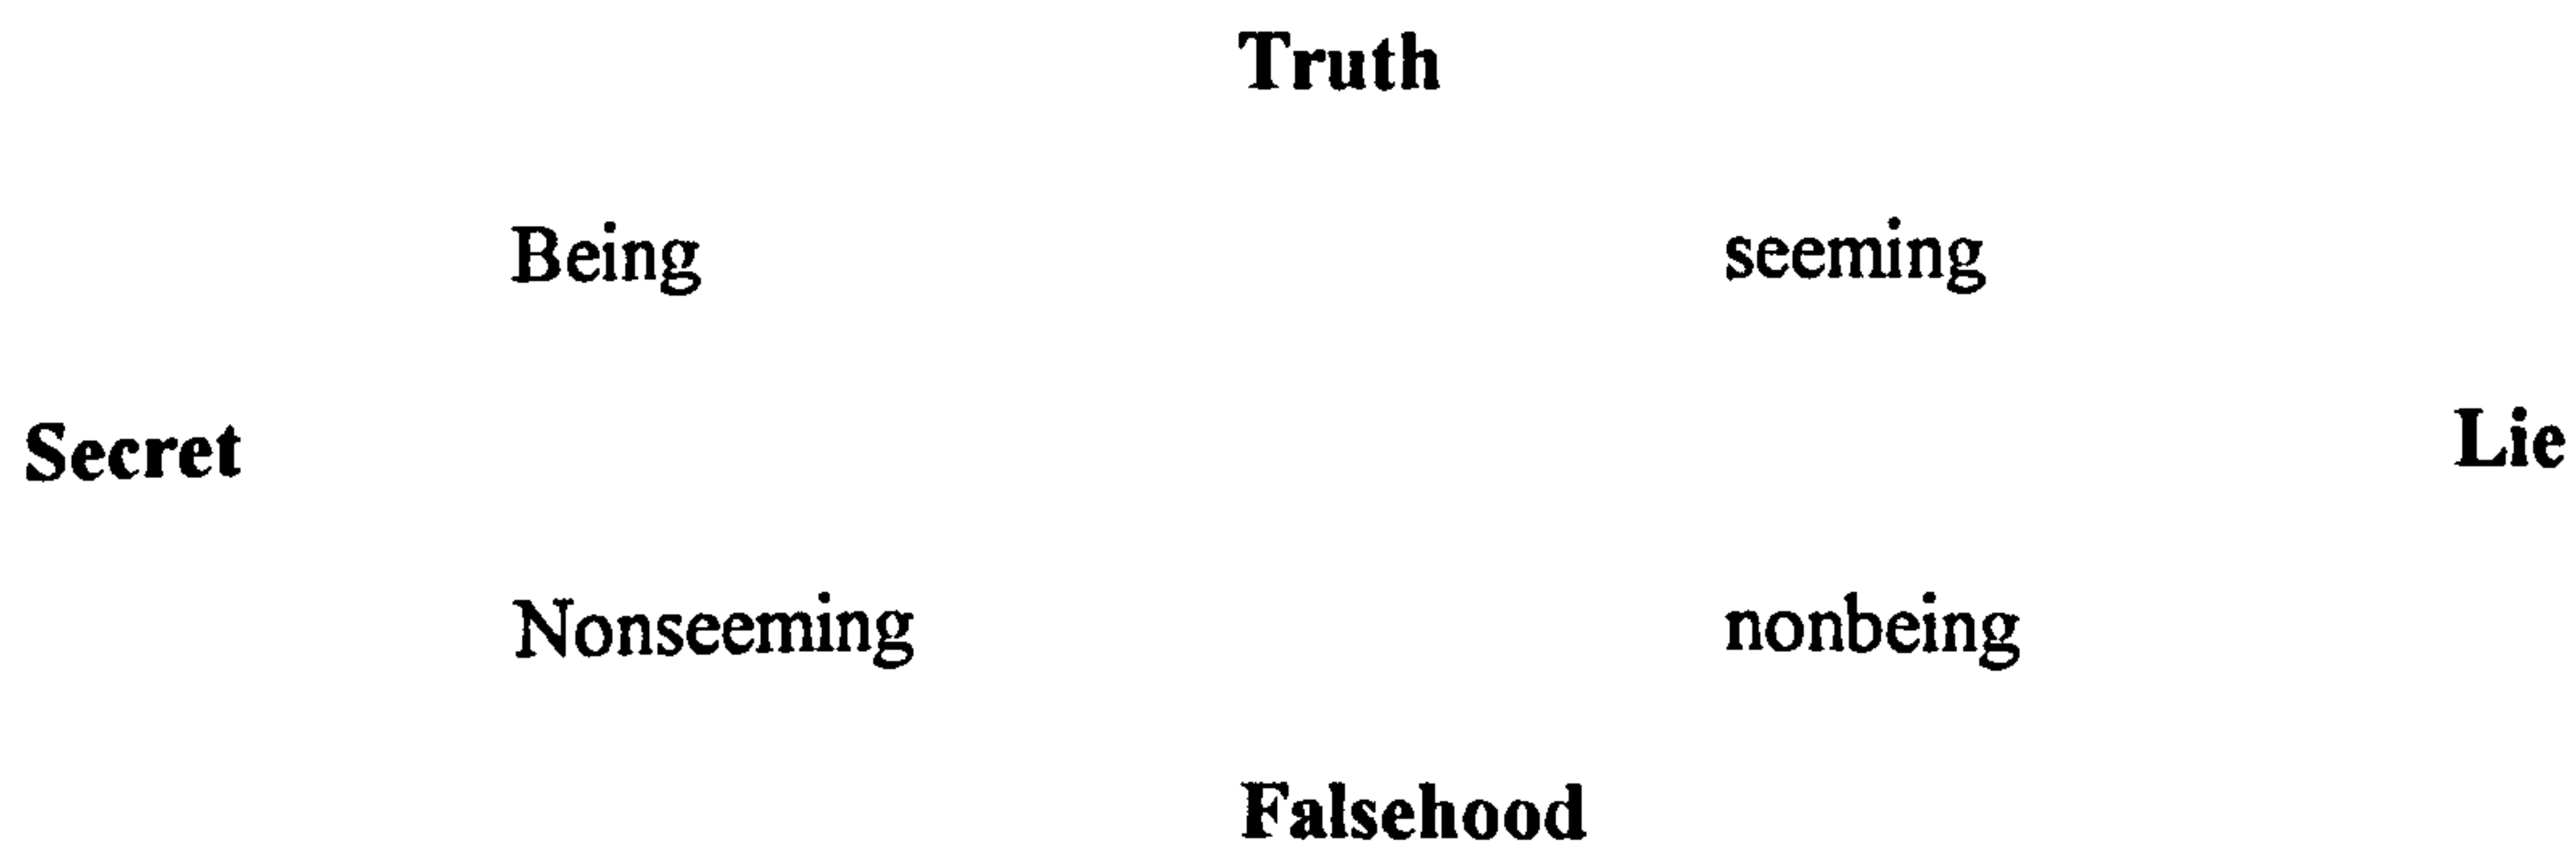 Truth
Being seeming
Secret Lie
Nonseeming nonbeing
Falsehood